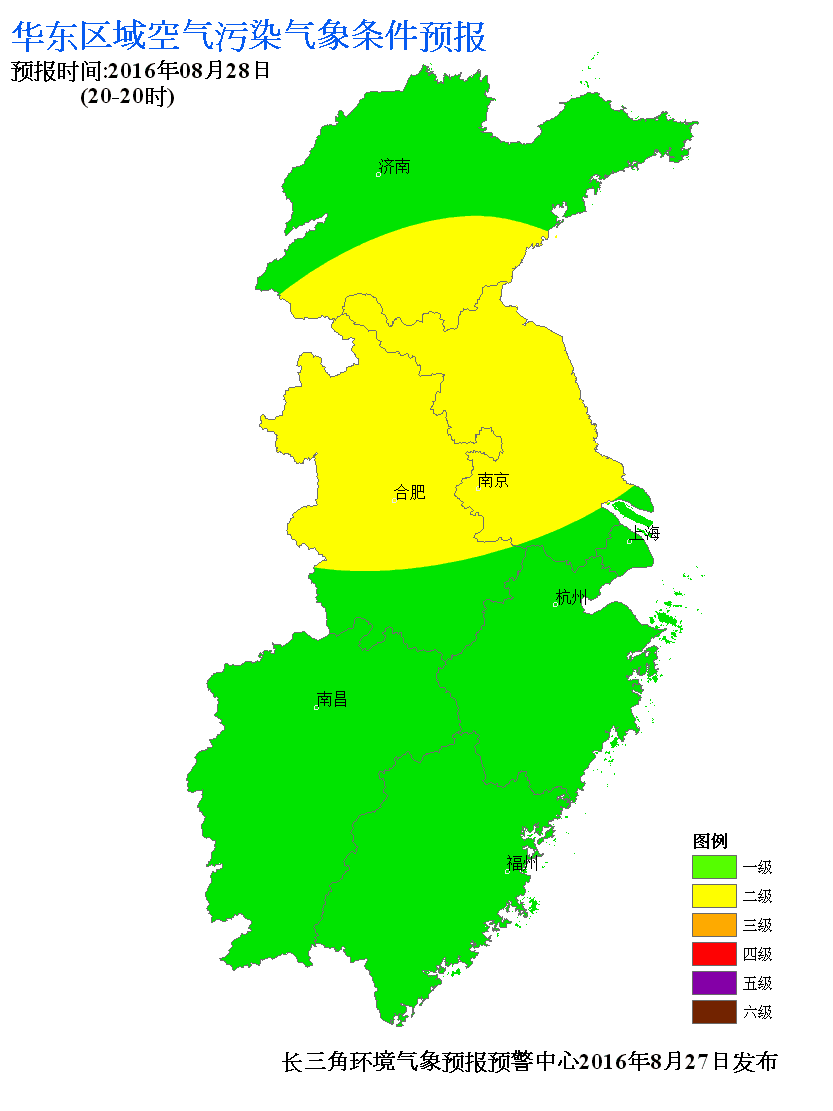 华东区域空气污染气象条件预报
预报时间:2016年08月28日
(20-20时)
济南
南京
合肥
上海
杭州
南昌
福州
图例
一级
二级
三级
四级
五级
六级
长三角环境气象预报预警中心2016年8月27日发布